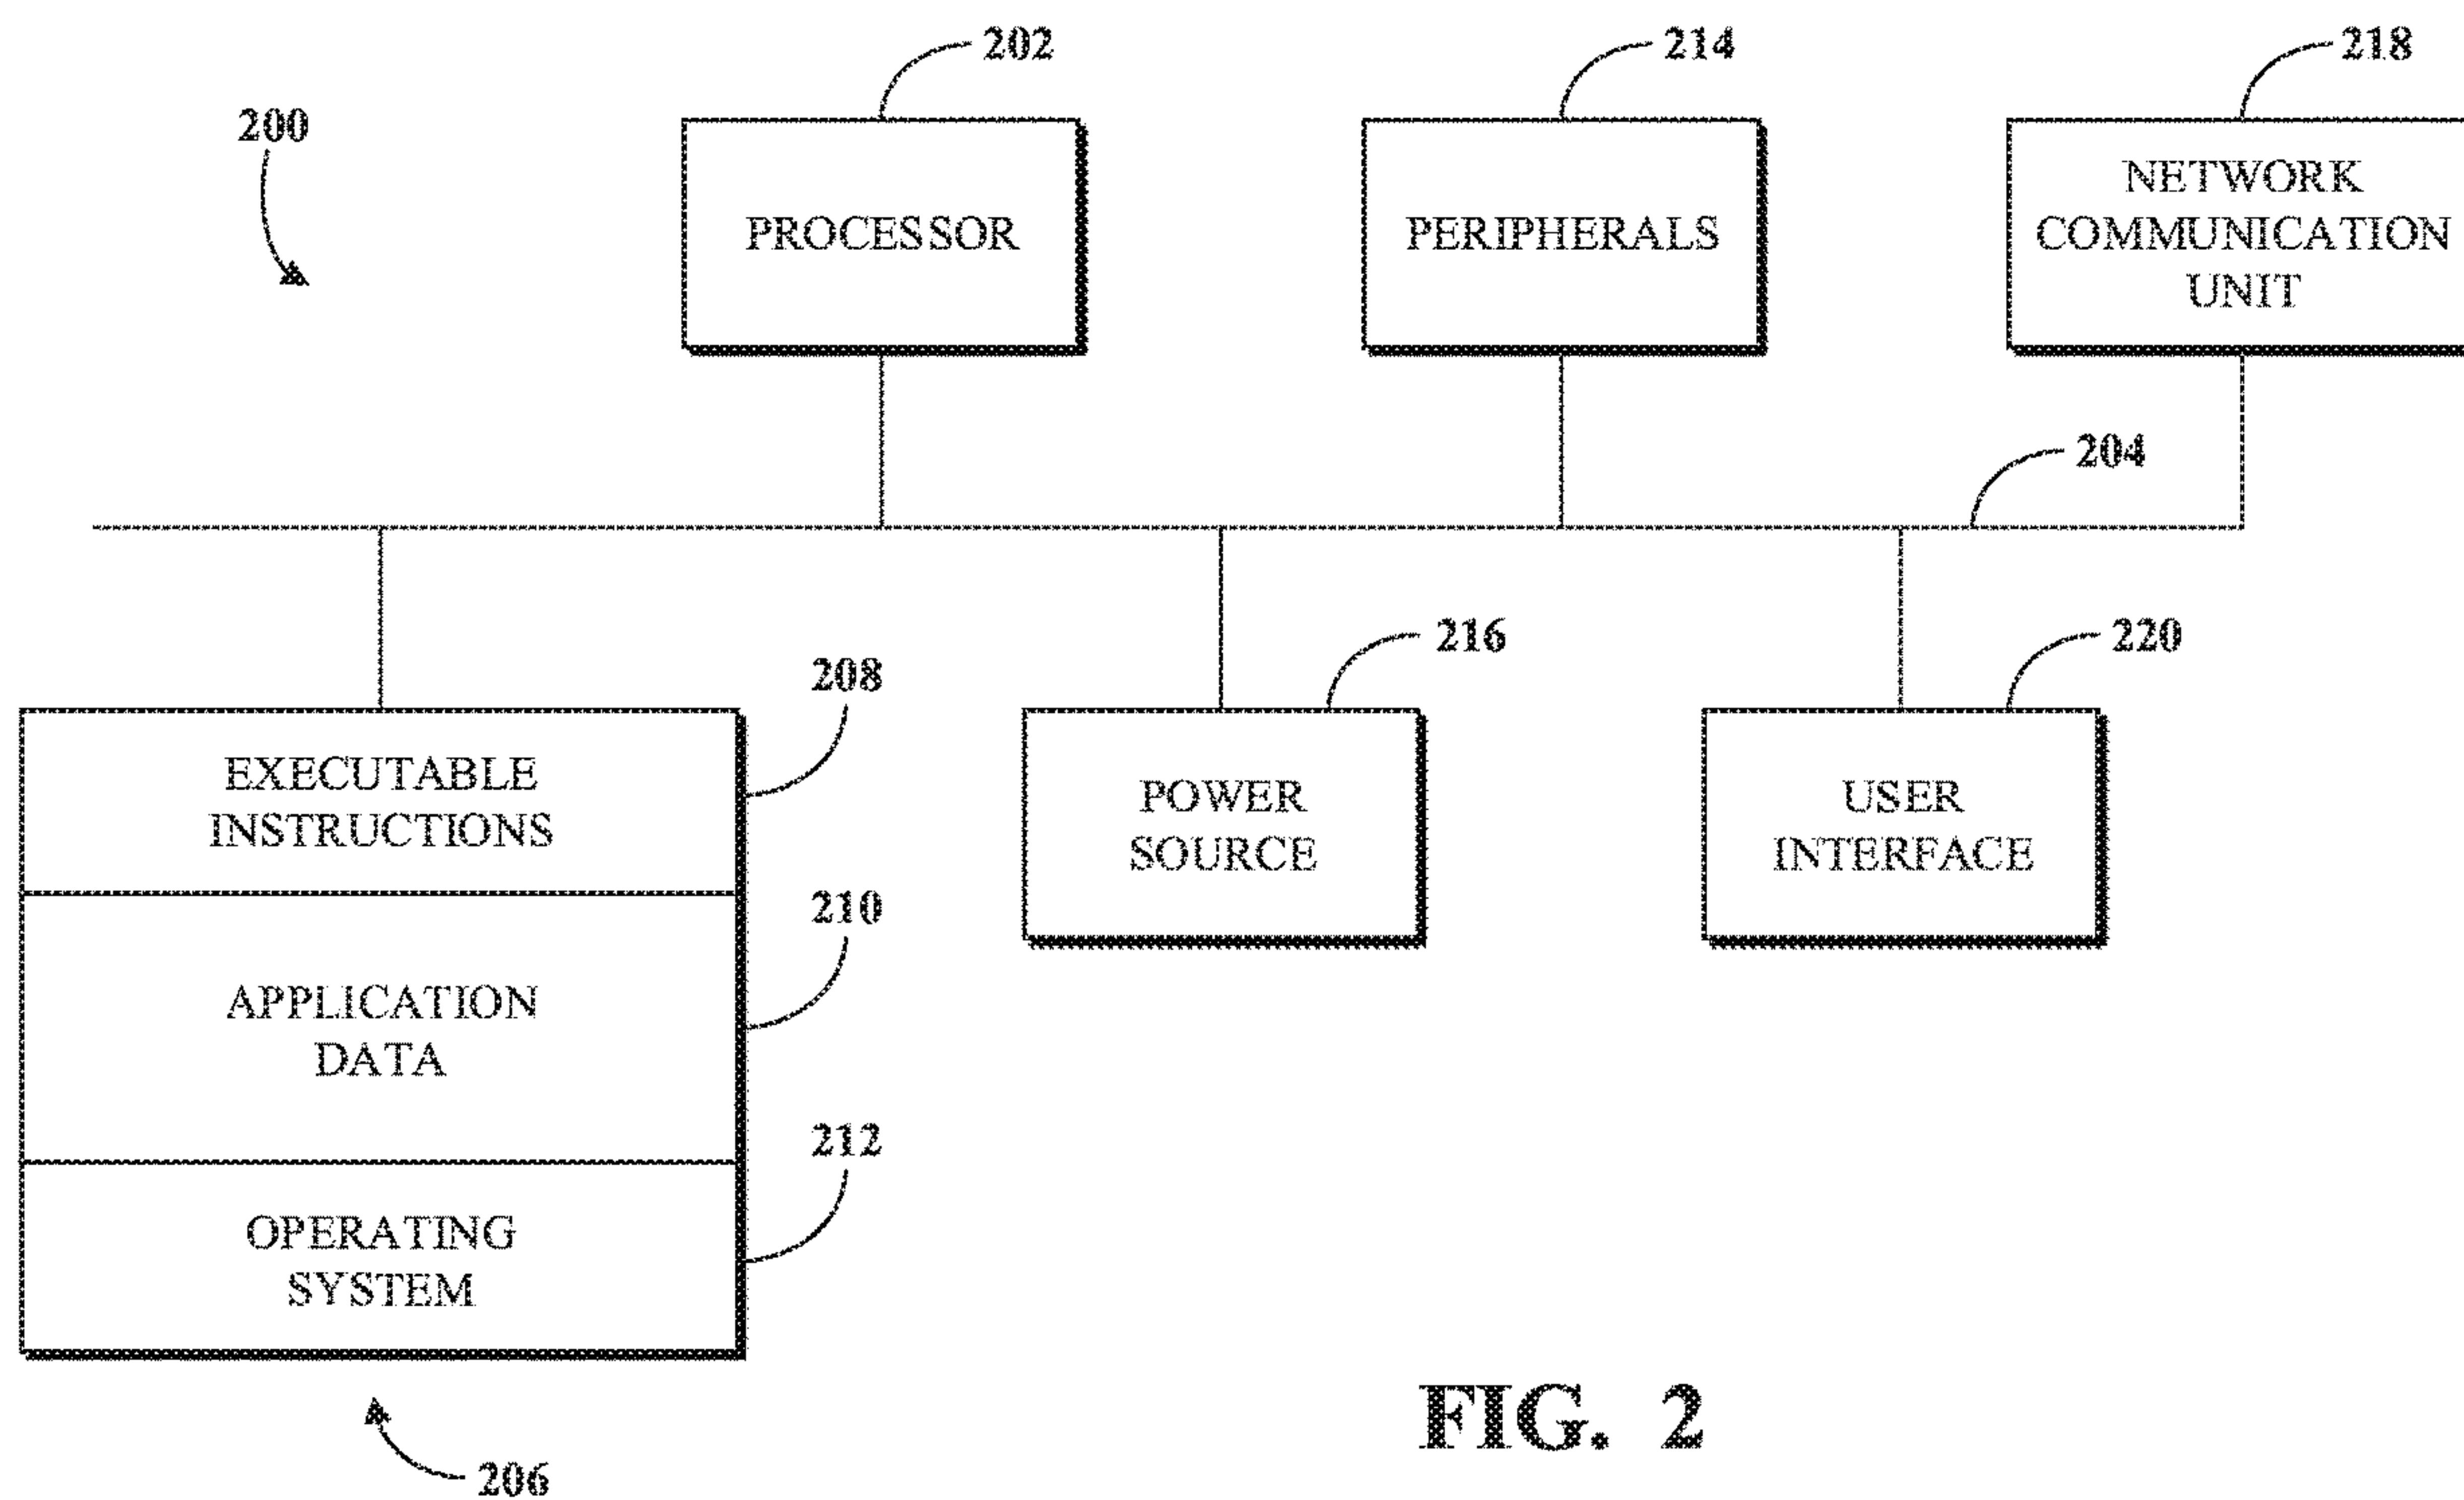 202
214
218
200
PROCESSOR
PERIPHERALS
NETWORK
COMMUNICATION
UNIT
204
216
220
208
EXECUTABLE
INSTRUCTIONS
POWER
SOURCE
USER
INTERFACE
210
APPLICATION
DATA
212
OPERATING
SYSTEM
206
FIG. 2